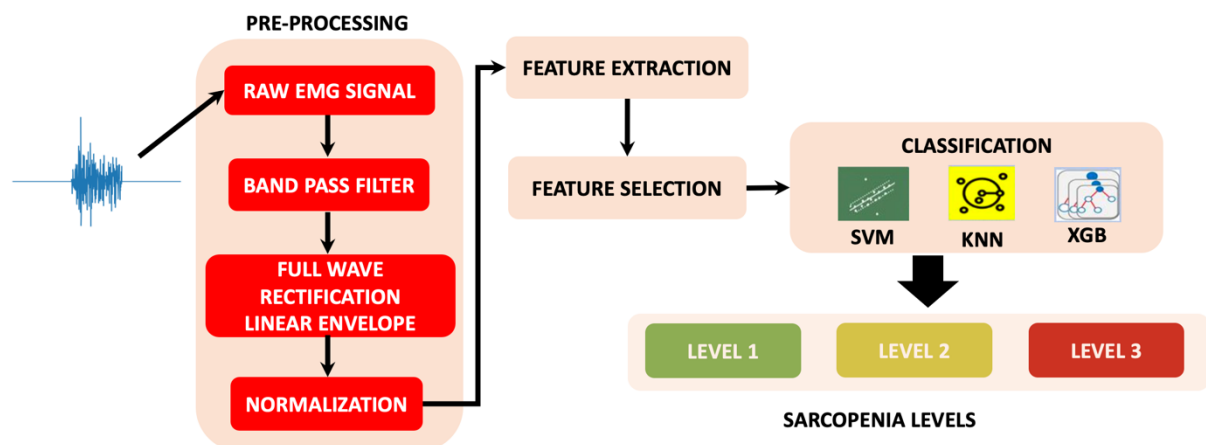 PRE-PROCESSING
RAW EMG SIGNAL
BAND PASS FILTER
FULL WAVE
RECTIFICATION
LINEAR ENVELOPE
NORMALIZATION
FEATURE EXTRACTION
FEATURE SELECTION
CLASSIFICATION
SVM
KNN
XGB
LEVEL 1
LEVEL 2
LEVEL 3
SARCOPENIA LEVELS